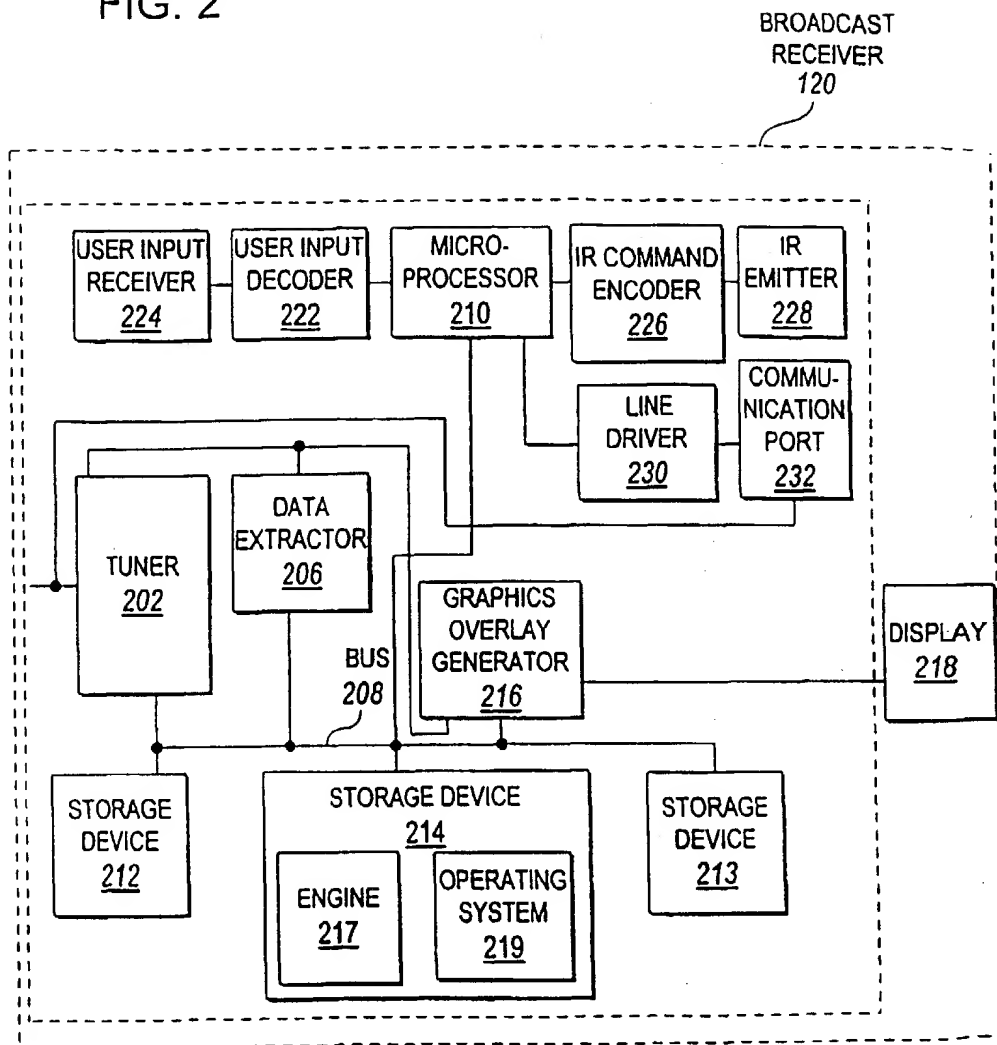 FIG. 2
BROADCAST
RECEIVER
120
USER INPUT
RECEIVER
224
USER INPUT
DECODER
222
MICRO-
PROCESSOR
210
IR COMMAND
ENCODER
226
IR
EMITTER
228
LINE
DRIVER
230
COMMU-
NICATION
PORT
232
TUNER
202
DATA
EXTRACTOR
206
GRAPHICS
OVERLAY
GENERATOR
216
DISPLAY
218
BUS
208
STORAGE
DEVICE
212
STORAGE DEVICE
214
ENGINE
217
OPERATING
SYSTEM
219
STORAGE
DEVICE
213